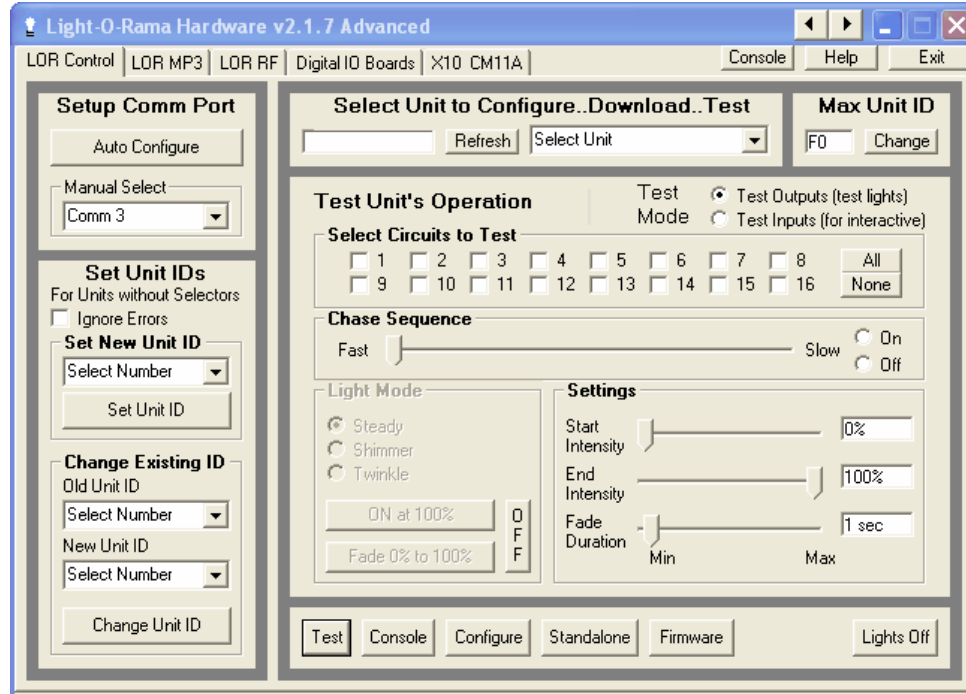 Light-O-Rama Hardware v2.1.7 Advanced
LOR Control LOR MP3 LOR RF Digital IO Boards X10 CM11A Console Help Exit
Setup Comm Port
Auto Configure
Manual Select
Comm 3
Set Unit IDs
For Units without Selectors
Ignore Errors
Set New Unit ID
Select Number
Set Unit ID
Change Existing ID
Old Unit ID
Select Number
New Unit ID
Select Number
Change Unit ID
Select Unit to Configure..Download..Test
Refresh Select Unit
Max Unit ID
F0 Change
Test Unit's Operation
Test Mode
Test Outputs (test lights)
Test Inputs (for interactive)
Select Circuits to Test
1 2 3 4 5 6 7 8 All
9 10 11 12 13 14 15 16 None
Chase Sequence
Fast Slow On
Off
Light Mode
Steady
Shimmer
Twinkle
ON at 100%
Fade 0% to 100%
OFF
Settings
Start Intensity 0%
End Intensity 100%
Fade Duration 1 sec
Min Max
Test Console Configure Standalone Firmware Lights Off